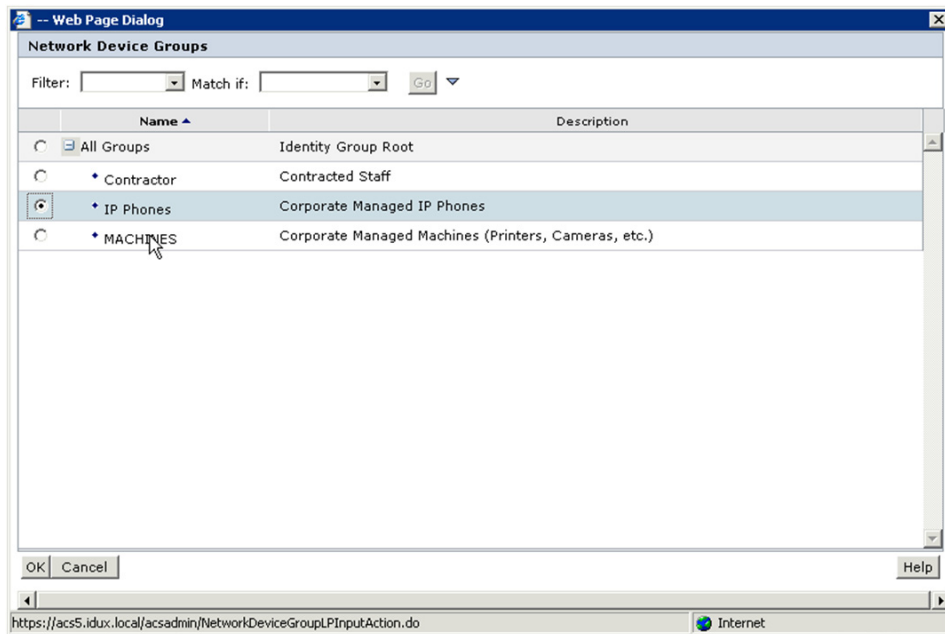 -- Web Page Dialog
Network Device Groups
Filter: Match if: Go
Name Description
All Groups Identity Group Root
Contractor Contracted Staff
IP Phones Corporate Managed IP Phones
MACHINES Corporate Managed Machines (Printers, Cameras, etc.)
OK Cancel Help
https://acs5.idux.local/acsadmin/NetworkDeviceGroupLPInputAction.do Internet